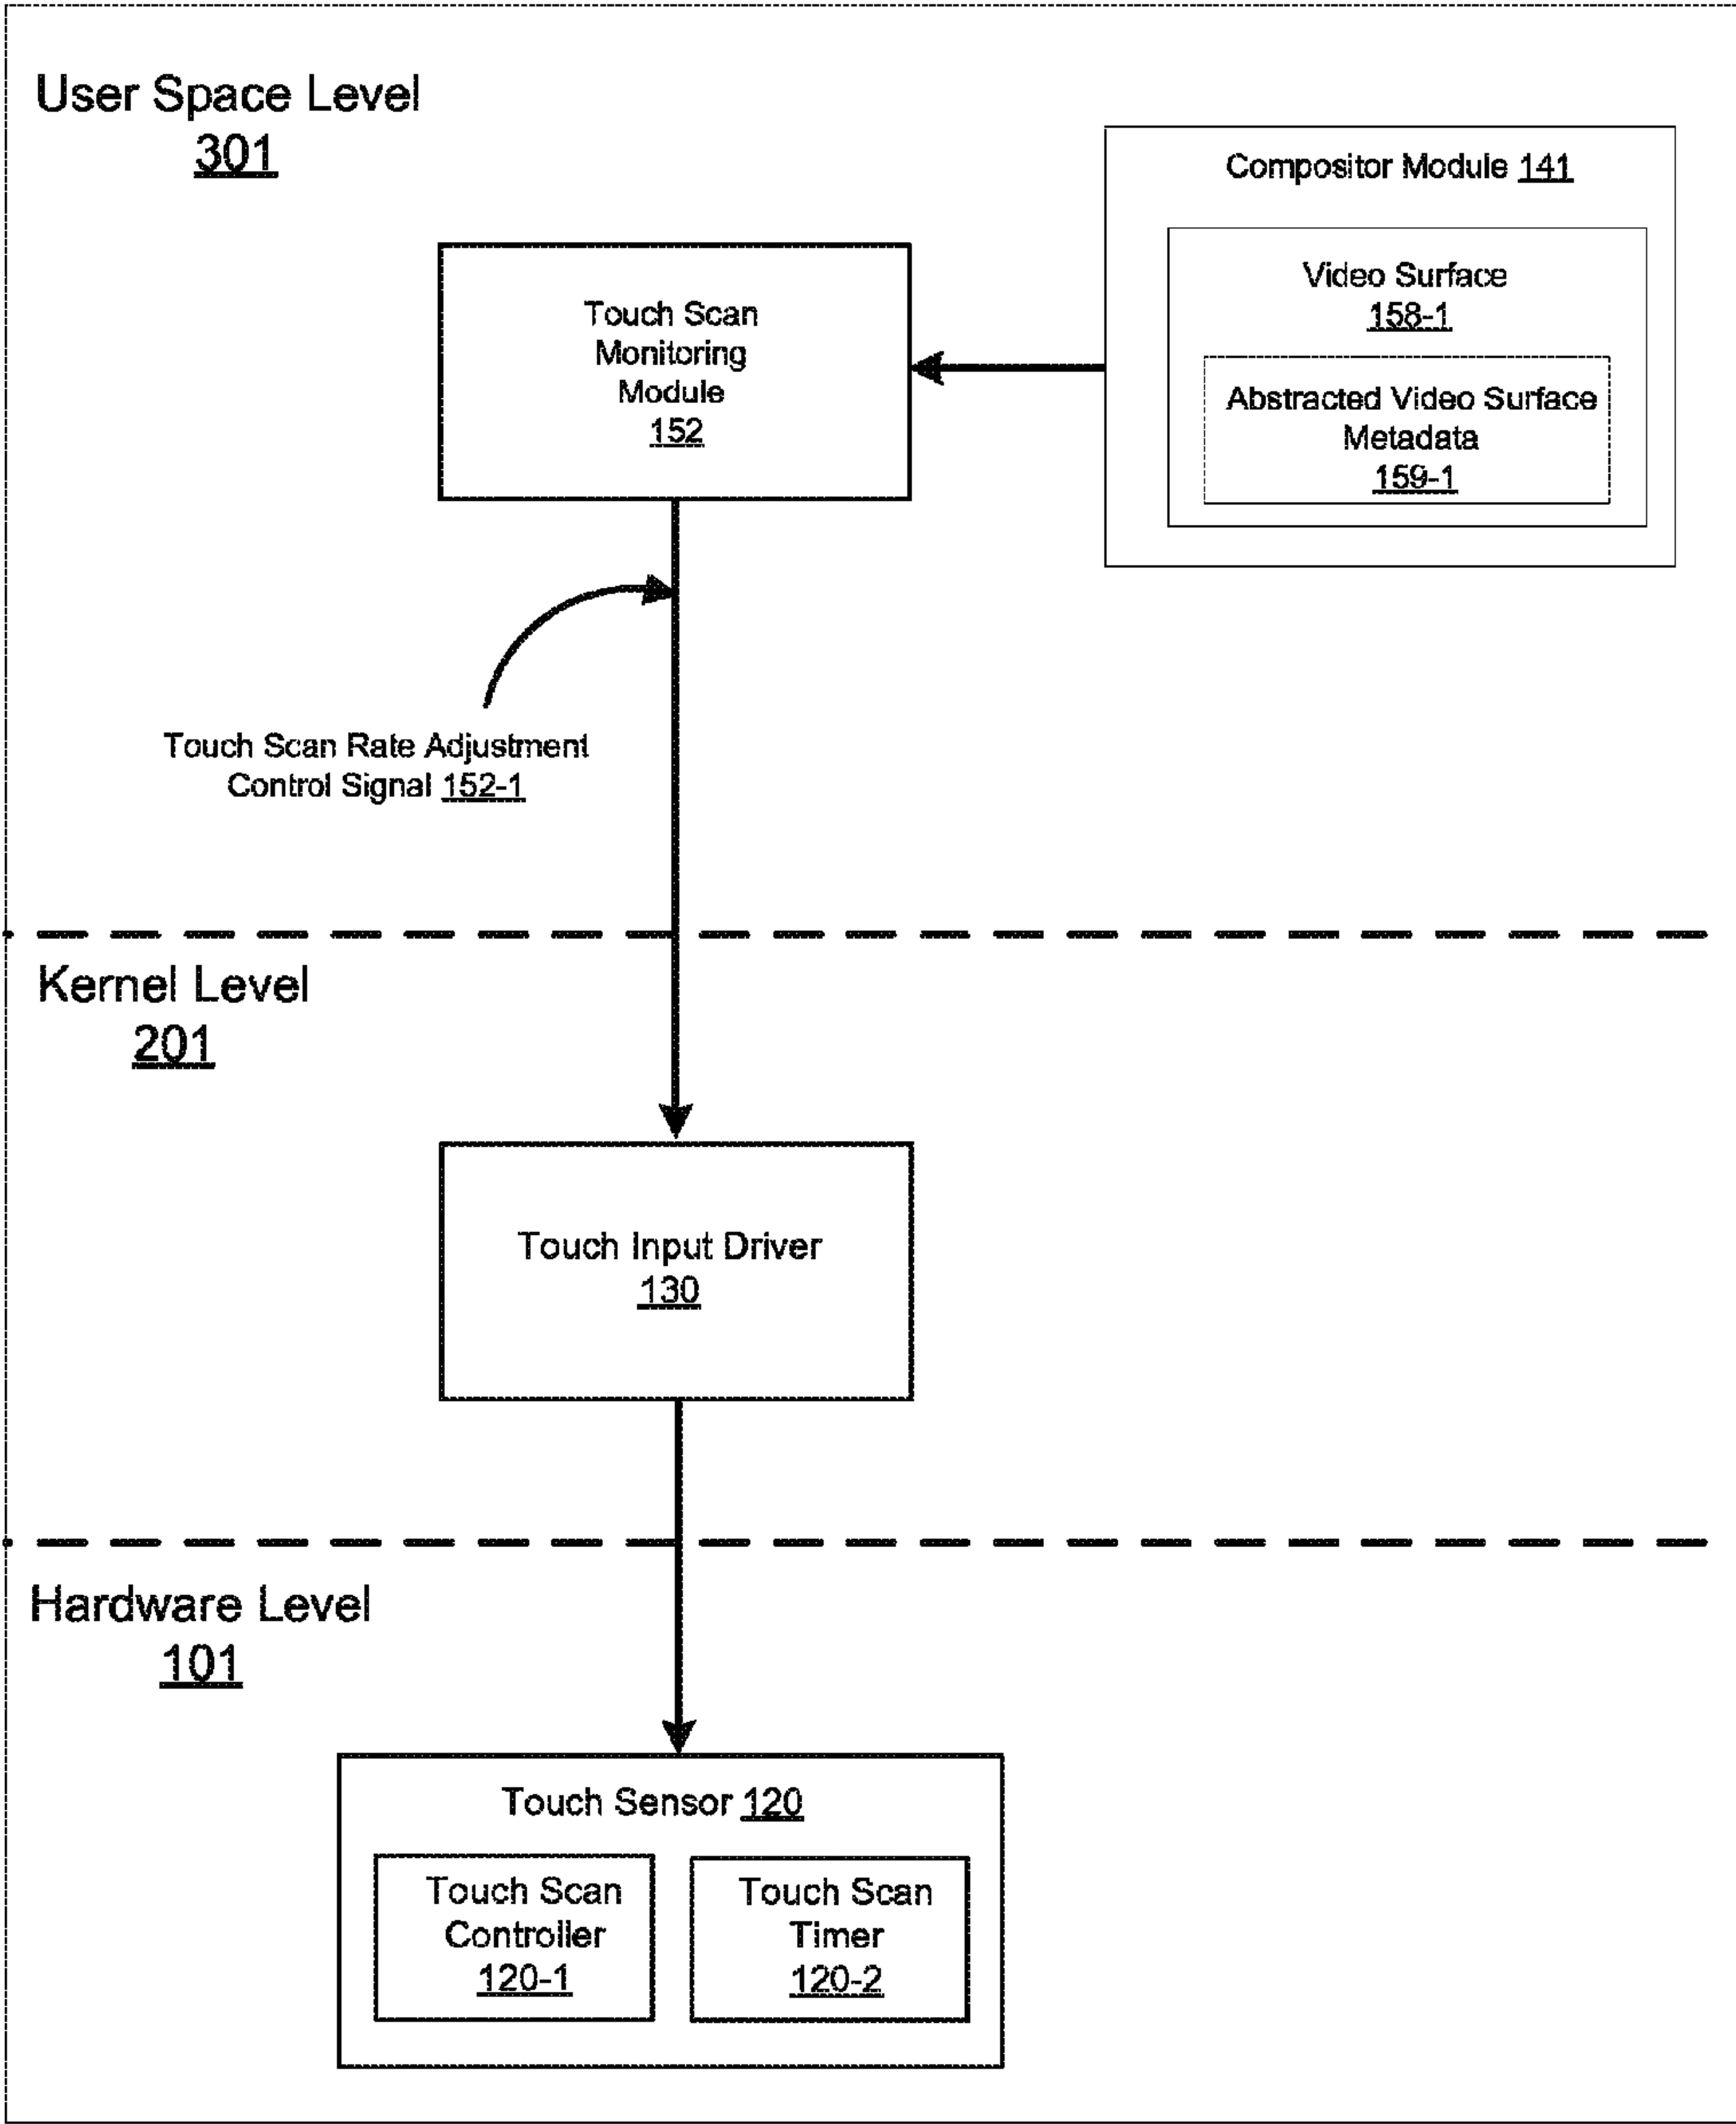 User Space Level
301
Compositor Module 141
Video Surface
158-1
Abstracted Video Surface
Metadata
159-1
Touch Scan
Monitoring
Module
152
Touch Scan Rate Adjustment
Control Signal 152-1
Kernel Level
201
Touch Input Driver
130
Hardware Level
101
Touch Sensor 120
Touch Scan
Controller
120-1
Touch Scan
Timer
120-2